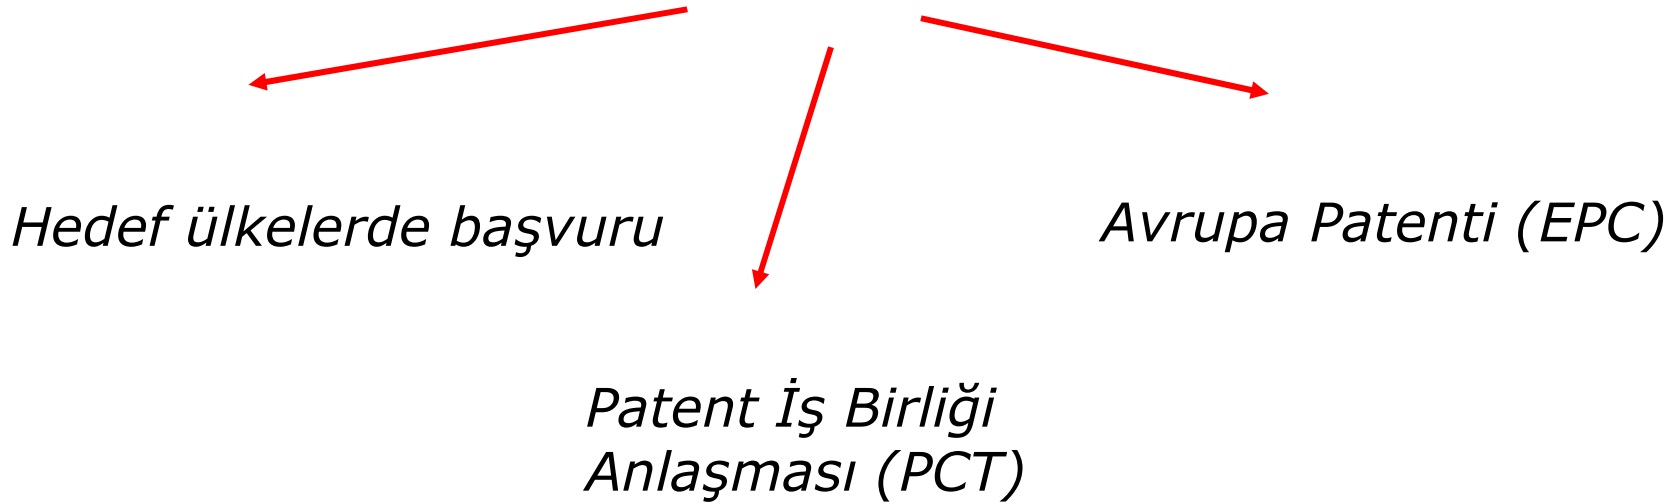 Hedef ülkelerde başvuru
Avrupa Patenti (EPC)
Patent İş Birliği
Anlaşması (PCT)